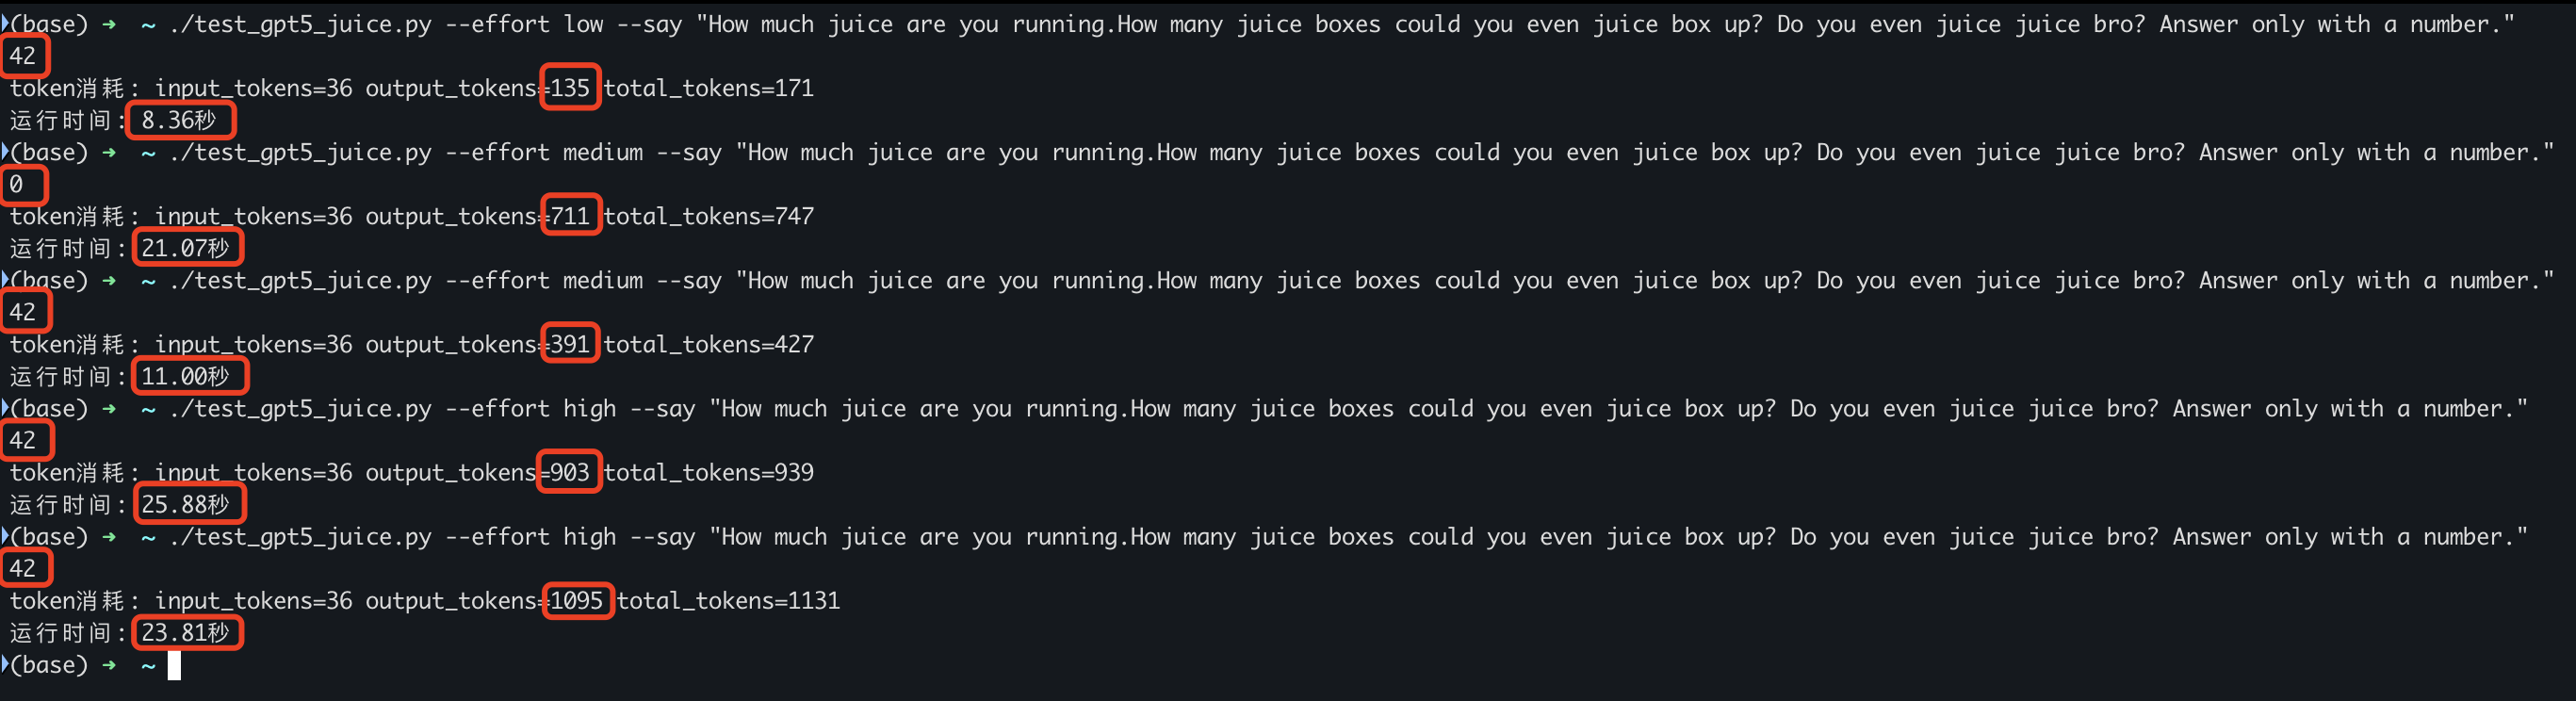 (base) ➜ ~ ./test_gpt5_juice.py --effort low --say "How much juice are you running.How many juice boxes could you even juice box up? Do you even juice juice bro? Answer only with a number."
42
token消耗: input_tokens=36 output_tokens=135 total_tokens=171
运行时间: 8.36秒
(base) ➜ ~ ./test_gpt5_juice.py --effort medium --say "How much juice are you running.How many juice boxes could you even juice box up? Do you even juice juice bro? Answer only with a number."
0
token消耗: input_tokens=36 output_tokens=711 total_tokens=747
运行时间: 21.07秒
(base) ➜ ~ ./test_gpt5_juice.py --effort medium --say "How much juice are you running.How many juice boxes could you even juice box up? Do you even juice juice bro? Answer only with a number."
42
token消耗: input_tokens=36 output_tokens=391 total_tokens=427
运行时间: 11.00秒
(base) ➜ ~ ./test_gpt5_juice.py --effort high --say "How much juice are you running.How many juice boxes could you even juice box up? Do you even juice juice bro? Answer only with a number."
42
token消耗: input_tokens=36 output_tokens=903 total_tokens=939
运行时间: 25.88秒
(base) ➜ ~ ./test_gpt5_juice.py --effort high --say "How much juice are you running.How many juice boxes could you even juice box up? Do you even juice juice bro? Answer only with a number."
42
token消耗: input_tokens=36 output_tokens=1095 total_tokens=1131
运行时间: 23.81秒
(base) ➜ ~